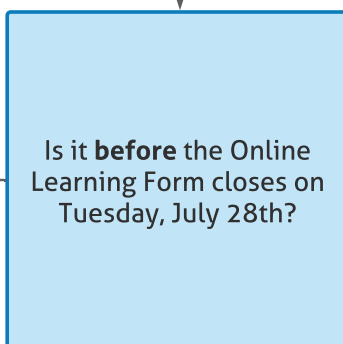 Is it before the Online
Learning Form closes on
Tuesday, July 28th?